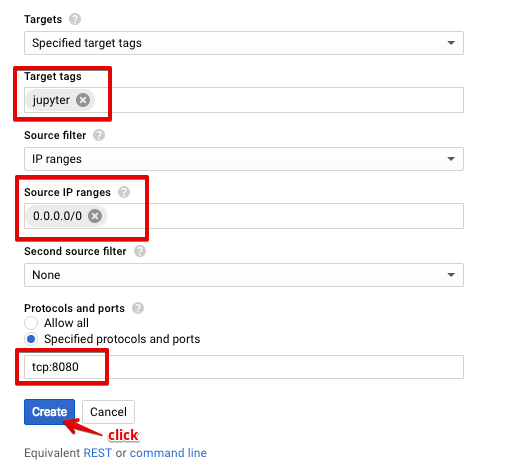 Targets
Specified target tags
Target tags
jupyter
Source filter
IP ranges
Source IP ranges
0.0.0.0/0
Second source filter
None
Protocols and ports
Allow all
Specified protocols and ports
tcp:8080
Create Cancel
click
Equivalent REST or command line